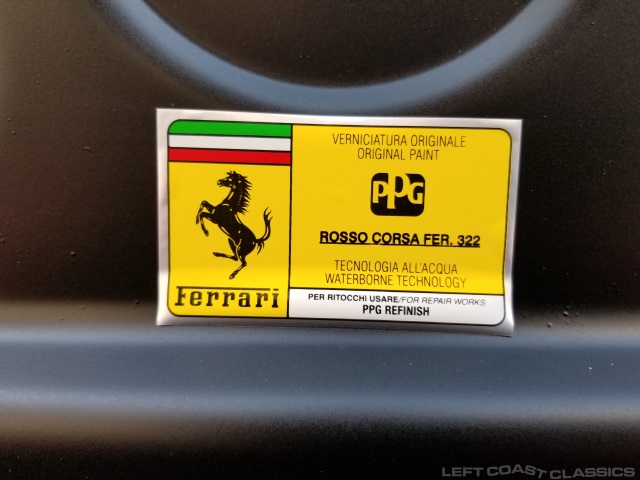 VERNICIATURA ORIGINALE
ORIGINAL PAINT
PPG
ROSSO CORSA FER. 322
TECNOLOGIA ALL'ACQUA
WATERBORNE TECHNOLOGY
Ferrari
PER RITOCCHI USARE/FOR REPAIR WORKS
PPG REFINISH
LEFT COAST CLASSICS